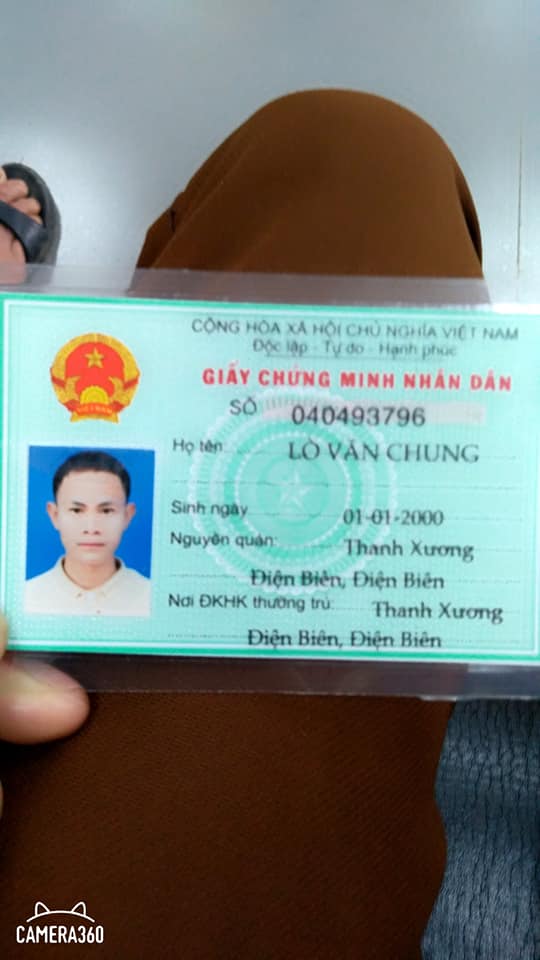 CỘNG HÒA XÃ HỘI CHỦ NGHĨA VIỆT NAM
Độc lập - Tự do - Hạnh phúc
GIẤY CHỨNG MINH NHÂN DÂN
SỐ 040493796
Họ tên: LÒ VĂN CHUNG
Sinh ngày 01-01-2000
Nguyên quán: Thanh Xương
Điện Biên, Điện Biên
Nơi ĐKHK thường trú: Thanh Xương
Điện Biên, Điện Biên
VIỆT NAM
CAMERA360